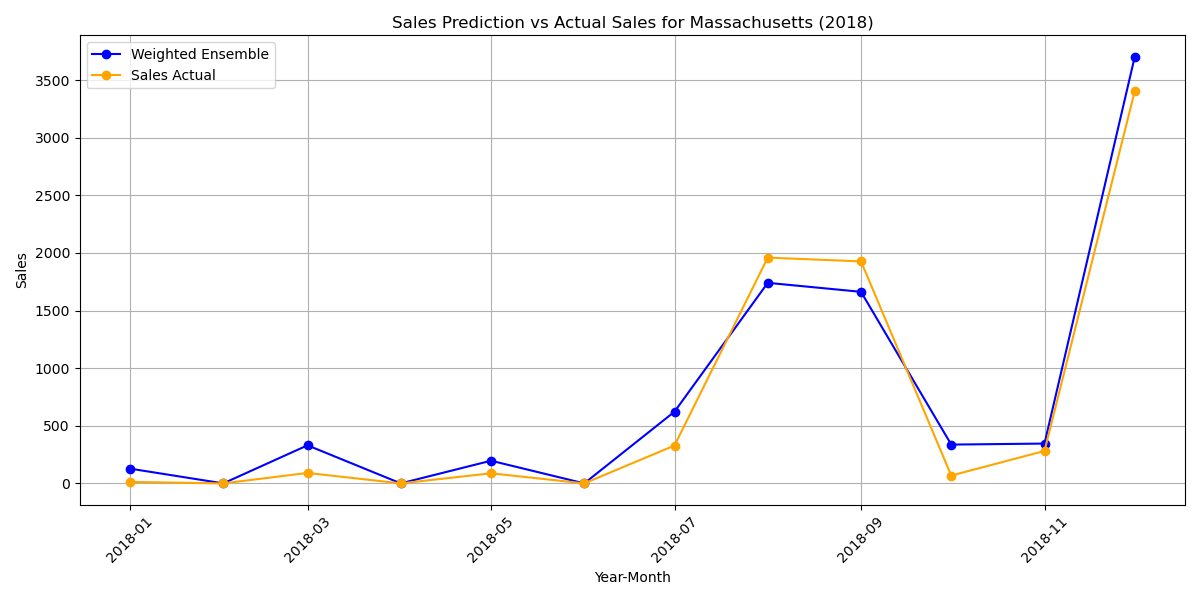 Sales Prediction vs Actual Sales for Massachusetts (2018)
Weighted Ensemble
Sales Actual
Sales
3500
3000
2500
2000
1500
1000
500
0
2018-01
2018-03
2018-05
2018-07
2018-09
2018-11
Year-Month